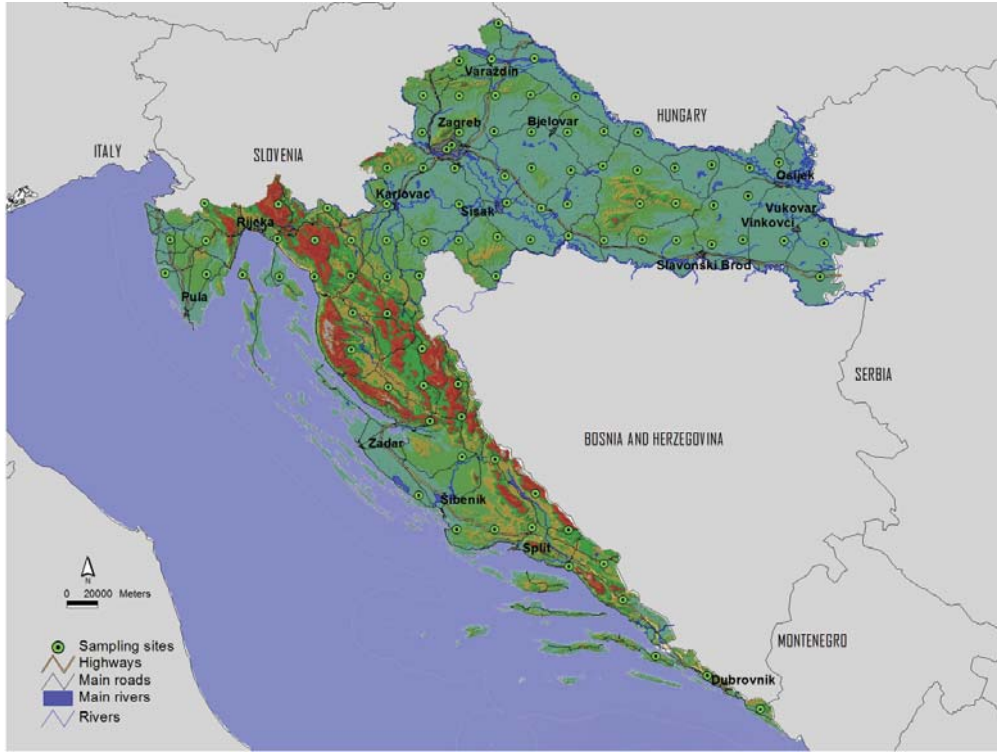 Varaždin
HUNGARY
Zagreb
Bjelovar
ITALY
SLOVENIA
Osijek
Karlovac
Sisak
Vukovar
Vinkovci
Rijeka
Slavonski Brod
Pula
SERBIA
BOSNIA AND HERZEGOVINA
Zadar
Šibenik
Split
N
0 20000 Meters
MONTENEGRO
Sampling sites
Highways
Main roads
Dubrovnik
Main rivers
Rivers